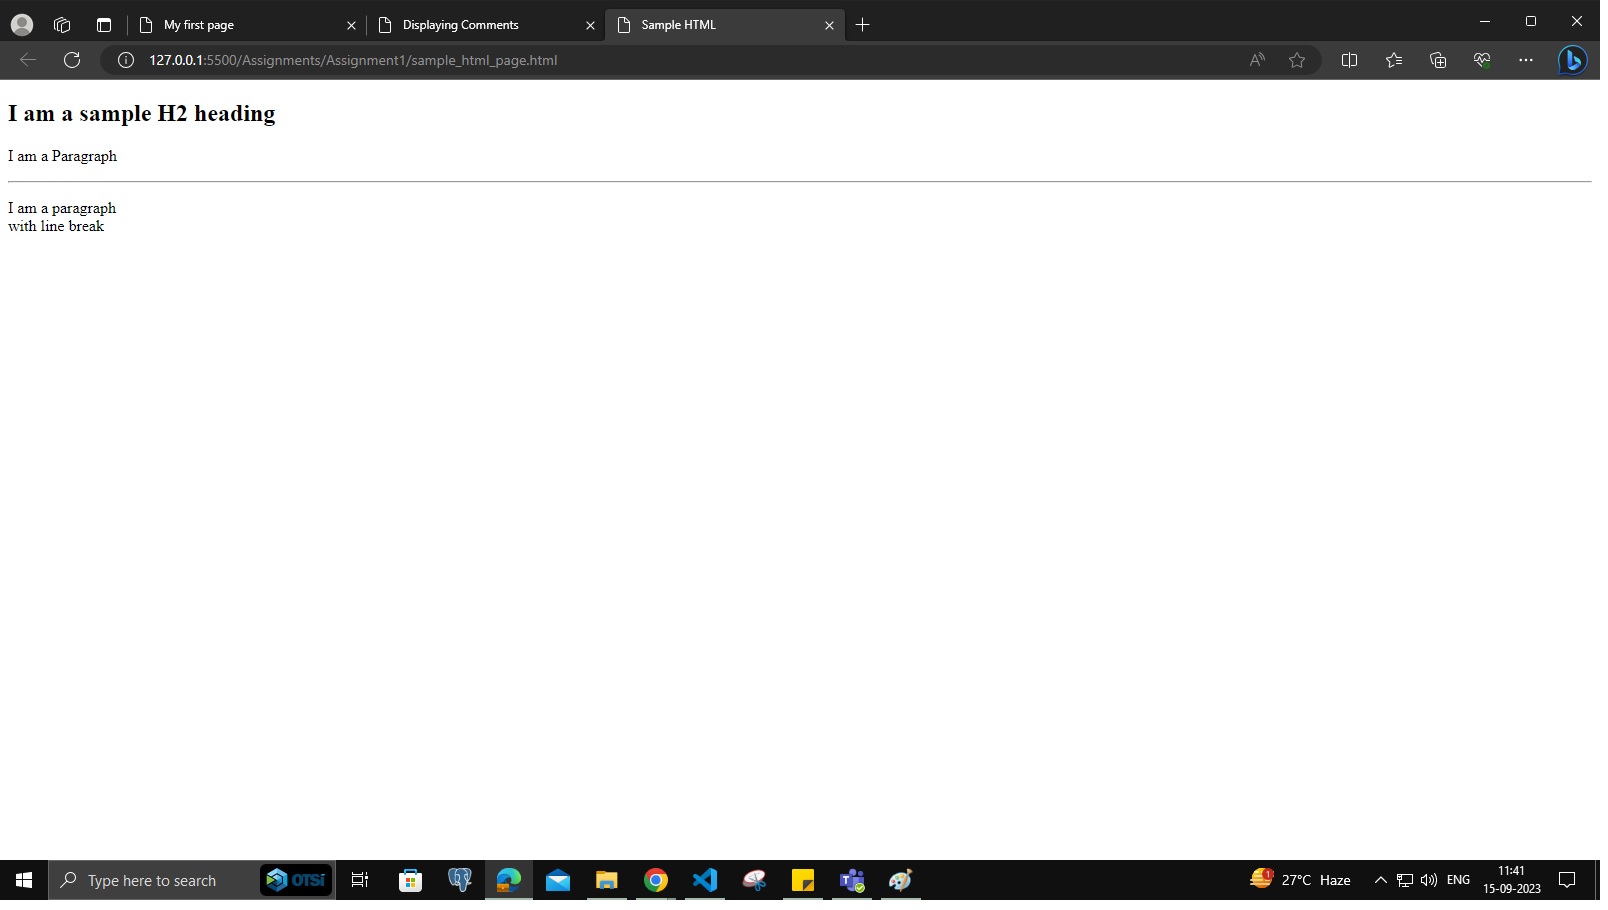 My first page
Displaying Comments
Sample HTML
127.0.0.1:5500/Assignments/Assignment1/sample_html_page.html
I am a sample H2 heading
I am a Paragraph
I am a paragraph
with line break
Type here to search
OTSi
1
27°C Haze
ENG
11:41
15-09-2023